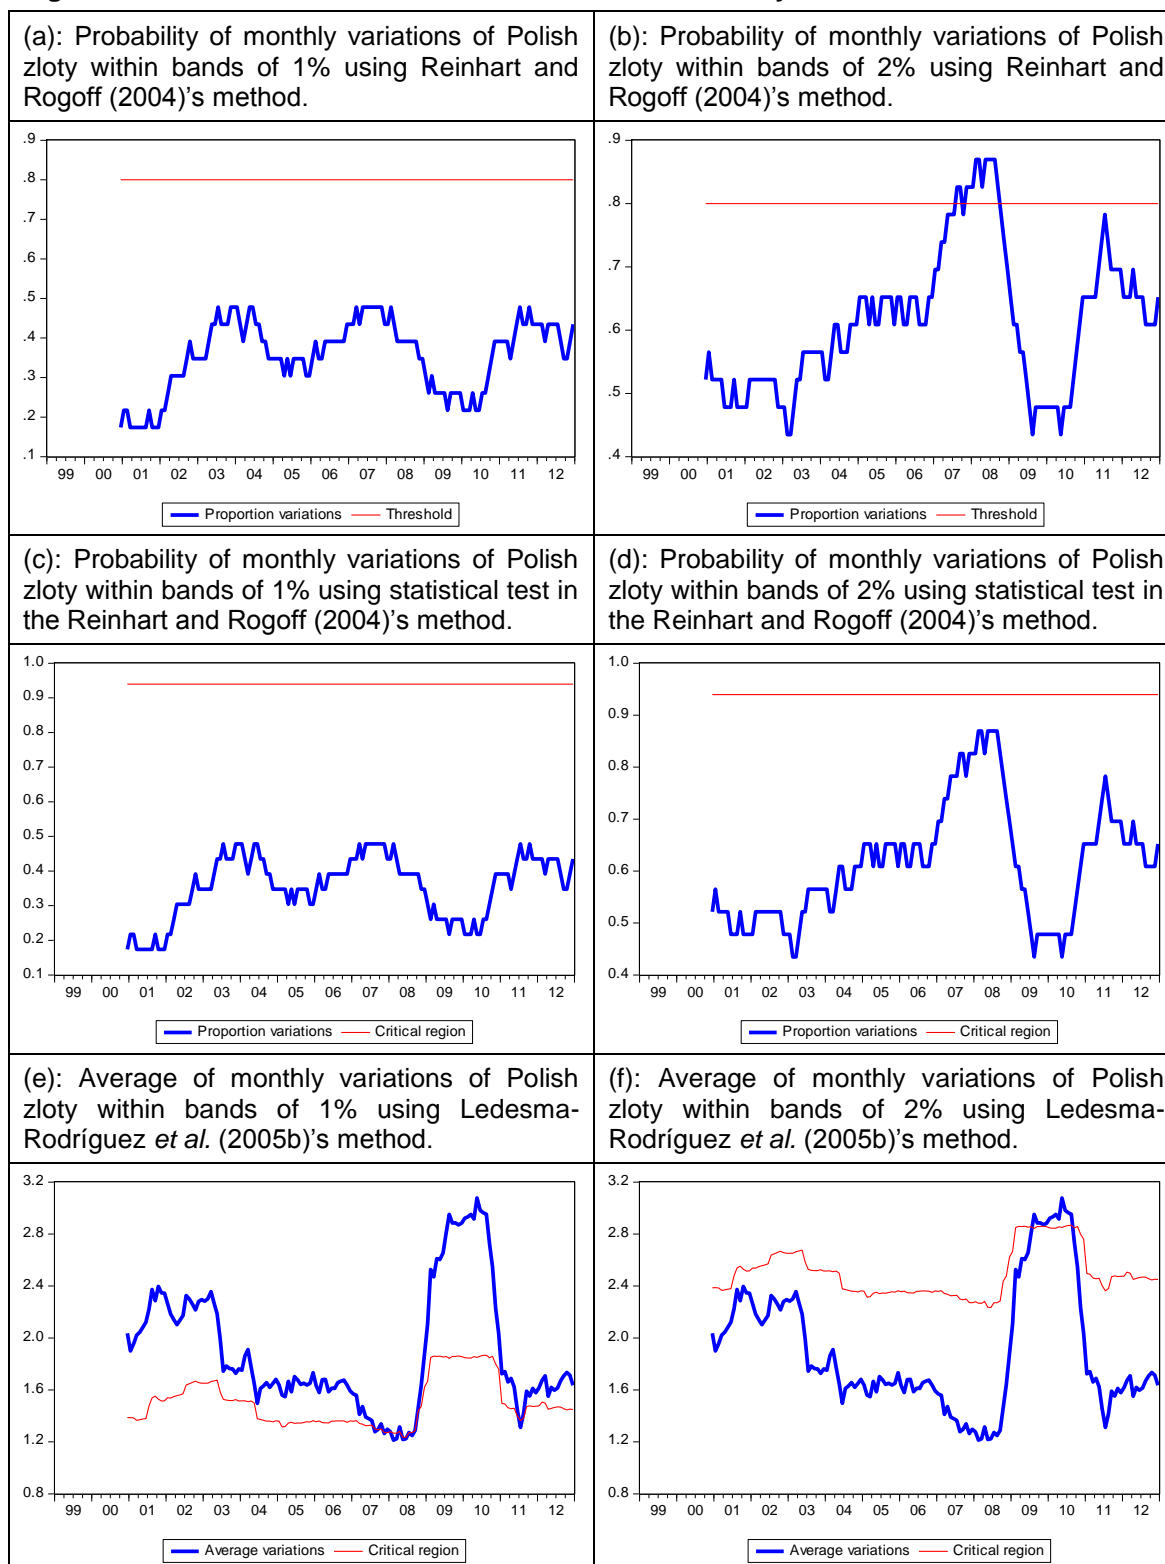 (a): Probability of monthly variations of Polish
zloty within bands of 1% using Reinhart and
Rogoff (2004)'s method.
(b): Probability of monthly variations of Polish
zloty within bands of 2% using Reinhart and
Rogoff (2004)'s method.
.9
.8
.7
.6
.5
.4
.3
.2
.1
99 00 01 02 03 04 05 06 07 08 09 10 11 12
Proportion variations Threshold
.9
.8
.7
.6
.5
.4
99 00 01 02 03 04 05 06 07 08 09 10 11 12
Proportion variations Threshold
(c): Probability of monthly variations of Polish
zloty within bands of 1% using statistical test in
the Reinhart and Rogoff (2004)'s method.
(d): Probability of monthly variations of Polish
zloty within bands of 2% using statistical test in
the Reinhart and Rogoff (2004)'s method.
1.0
0.9
0.8
0.7
0.6
0.5
0.4
0.3
0.2
0.1
99 00 01 02 03 04 05 06 07 08 09 10 11 12
Proportion variations Critical region
1.0
0.9
0.8
0.7
0.6
0.5
0.4
99 00 01 02 03 04 05 06 07 08 09 10 11 12
Proportion variations Critical region
(e): Average of monthly variations of Polish
zloty within bands of 1% using Ledesma-
Rodríguez et al. (2005b)'s method.
(f): Average of monthly variations of Polish
zloty within bands of 2% using Ledesma-
Rodríguez et al. (2005b)'s method.
3.2
2.8
2.4
2.0
1.6
1.2
0.8
99 00 01 02 03 04 05 06 07 08 09 10 11 12
Average variations Critical region
3.2
2.8
2.4
2.0
1.6
1.2
0.8
99 00 01 02 03 04 05 06 07 08 09 10 11 12
Average variations Critical region